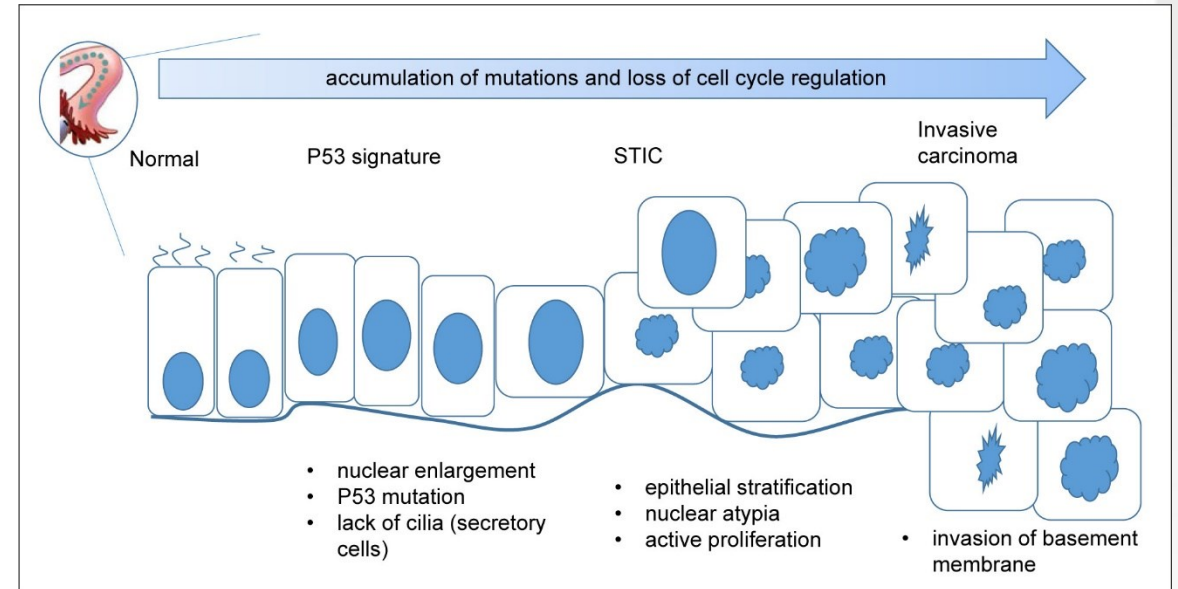 accumulation of mutations and loss of cell cycle regulation
Normal
P53 signature
STIC
Invasive
carcinoma
• nuclear enlargement
• P53 mutation
• lack of cilia (secretory
cells)
• epithelial stratification
• nuclear atypia
• active proliferation
• invasion of basement
membrane